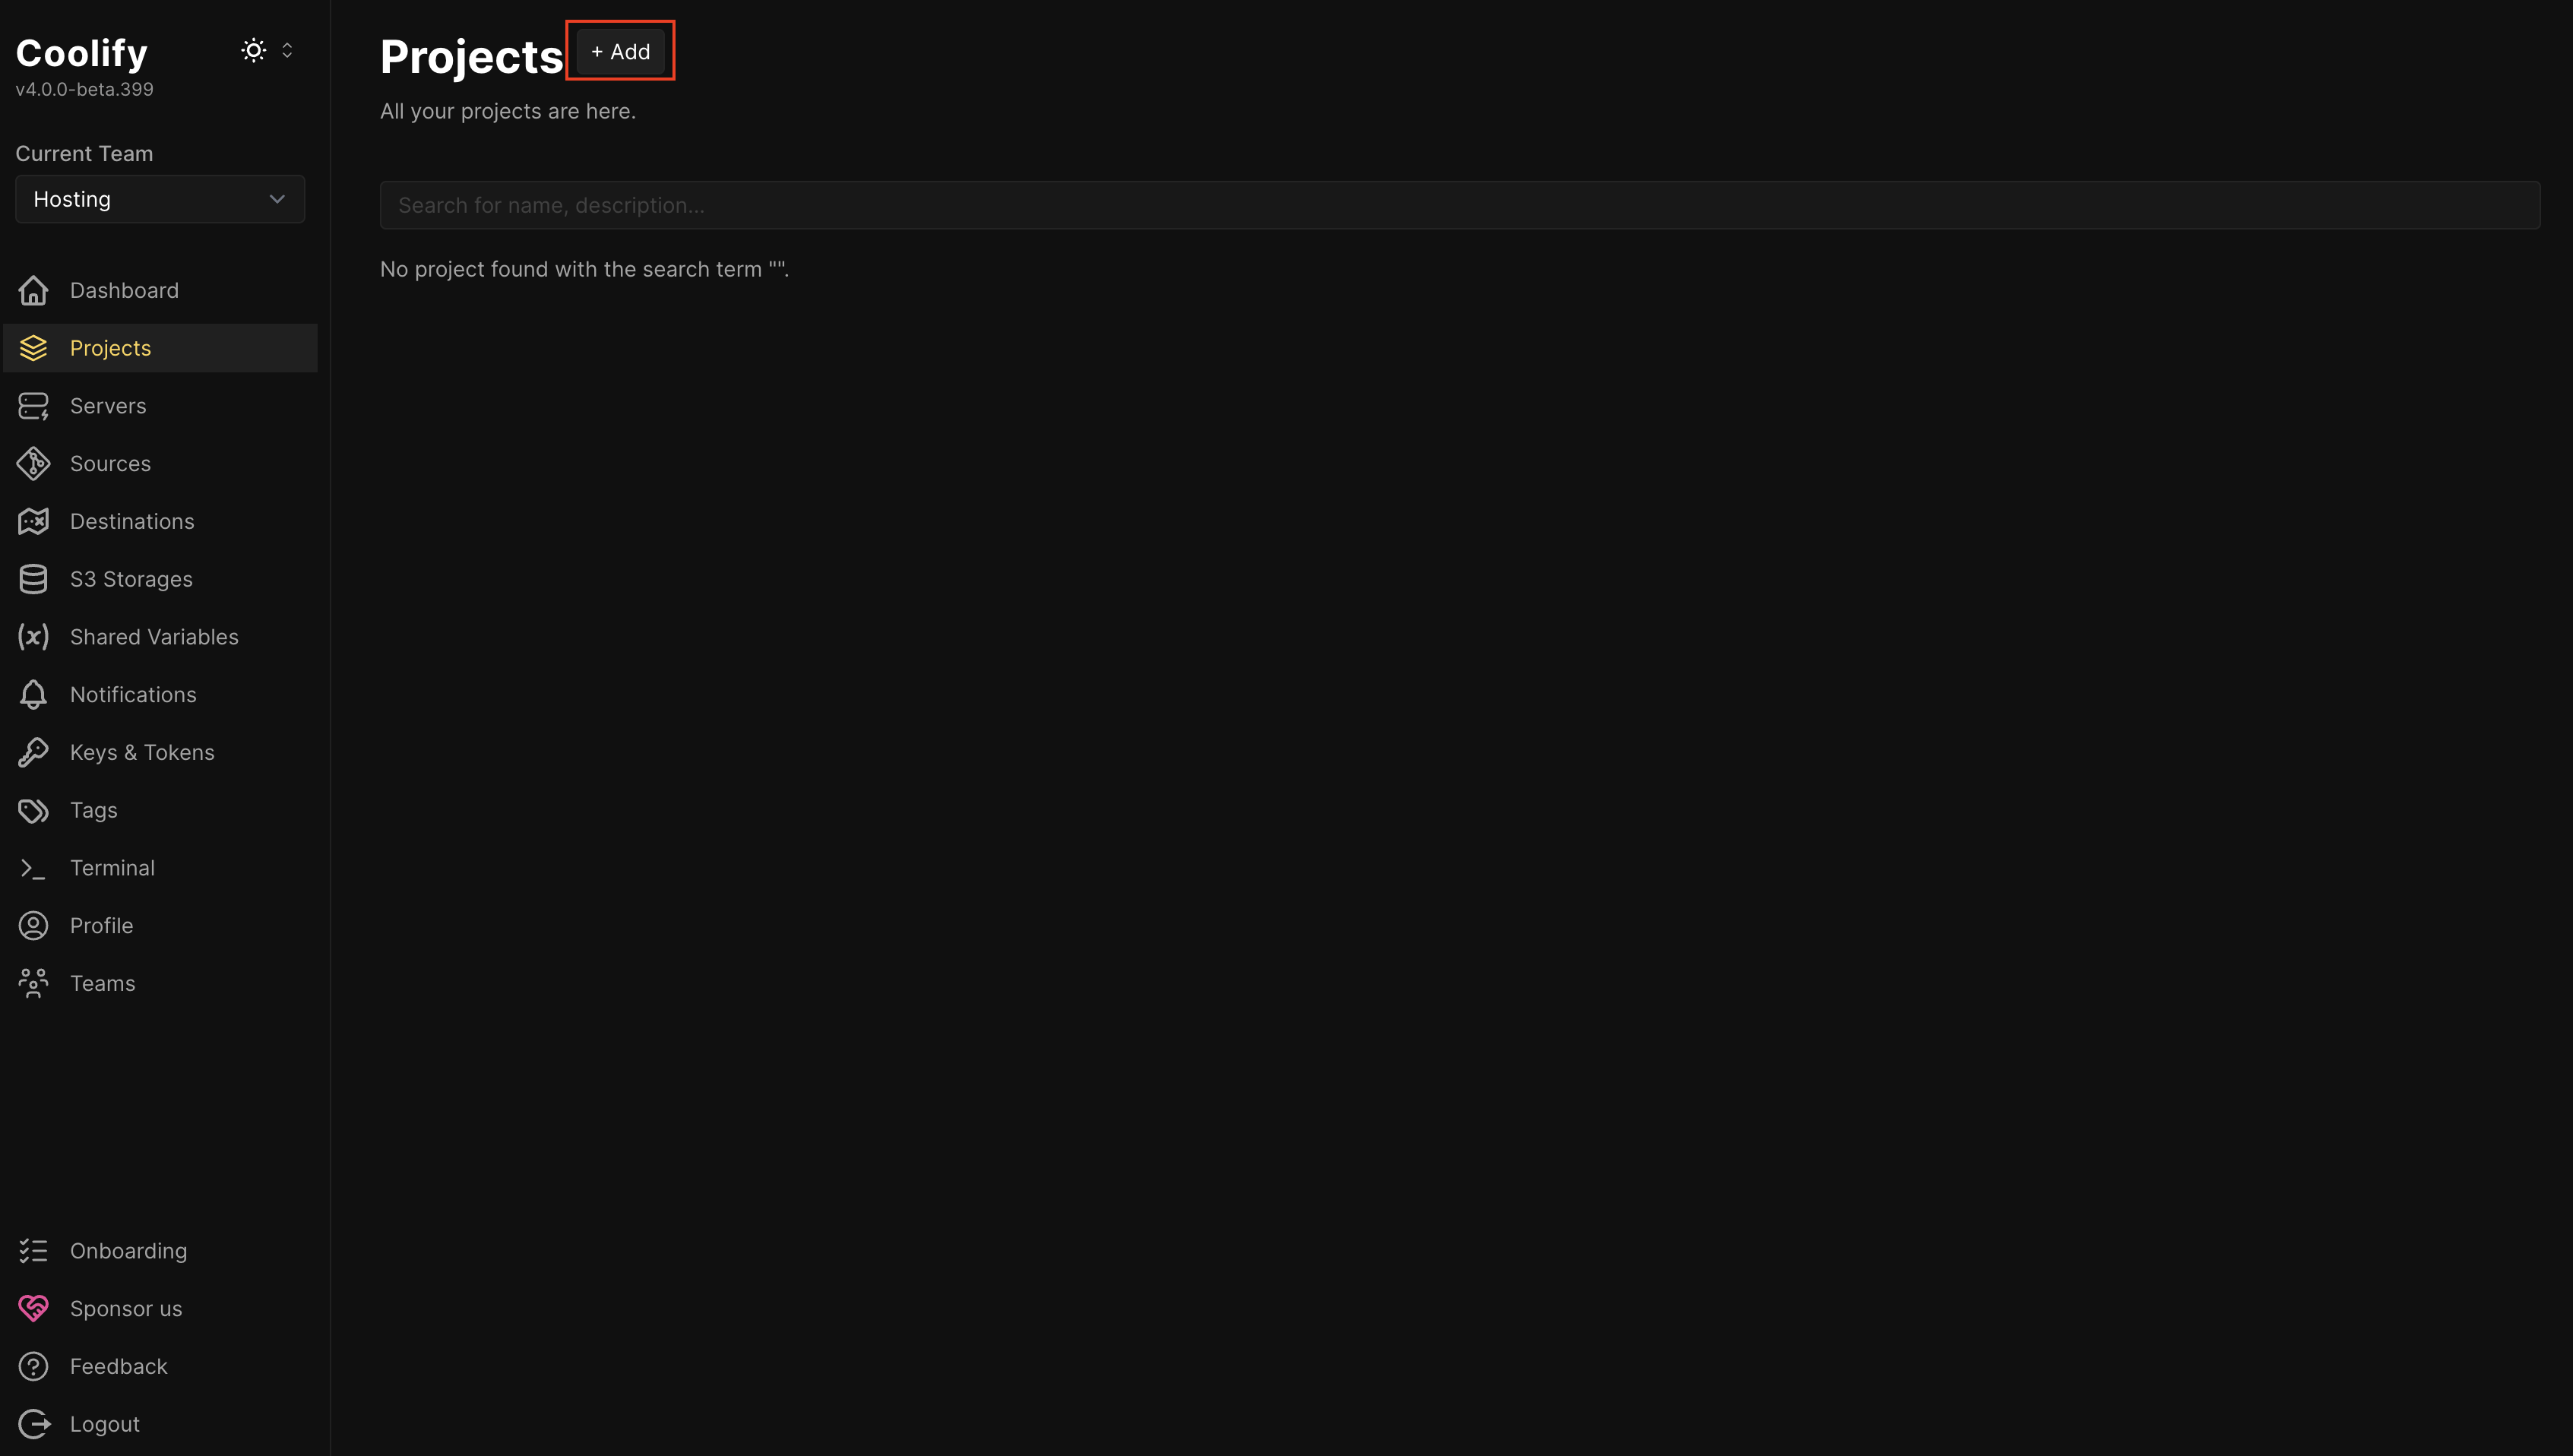 Coolify
v4.0.0-beta.399
Current Team
Hosting
Dashboard
Projects
Servers
Sources
Destinations
S3 Storages
Shared Variables
Notifications
Keys & Tokens
Tags
Terminal
Profile
Teams
Onboarding
Sponsor us
Feedback
Logout
Projects
+ Add
All your projects are here.
Search for name, description...
No project found with the search term "".